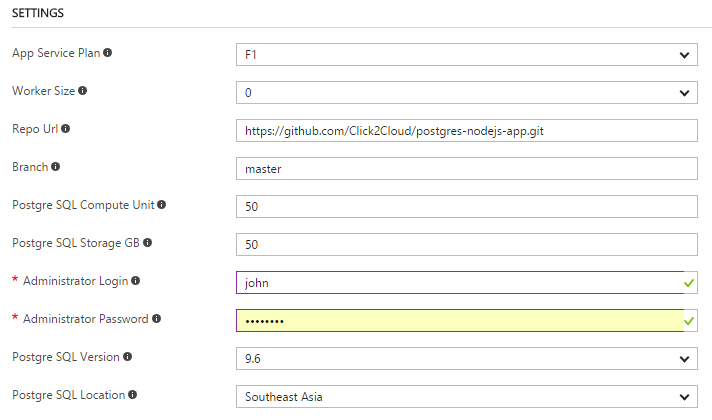 SETTINGS
App Service Plan F1
Worker Size 0
Repo Url https://github.com/Click2Cloud/postgres-nodejs-app.git
Branch master
Postgre SQL Compute Unit 50
Postgre SQL Storage GB 50
* Administrator Login john
* Administrator Password ••••••••
Postgre SQL Version 9.6
Postgre SQL Location Southeast Asia